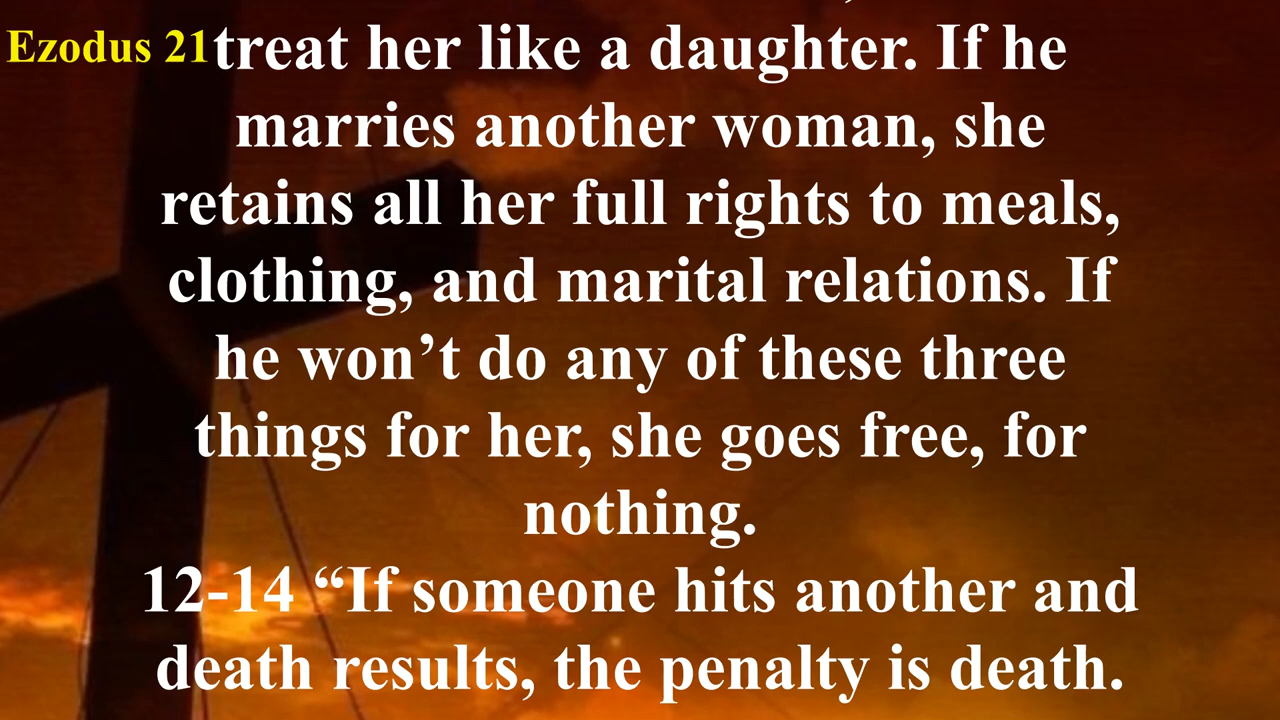 Ezodus 21
treat her like a daughter. If he
marries another woman, she
retains all her full rights to meals,
clothing, and marital relations. If
he won’t do any of these three
things for her, she goes free, for
nothing.
12-14 “If someone hits another and
death results, the penalty is death.